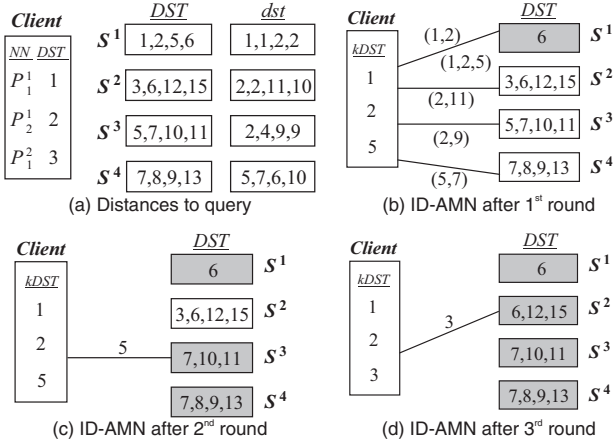 Client
NN DST
P₁¹ 1
P₂¹ 2
P₁² 3
DST dst
S¹ 1,2,5,6 1,1,2,2
S² 3,6,12,15 2,2,11,10
S³ 5,7,10,11 2,4,9,9
S⁴ 7,8,9,13 5,7,6,10
(a) Distances to query
Client
kDST
1
2
5
(1,2)
(1,2,5)
(2,11)
(2,9)
(5,7)
DST
6 S¹
3,6,12,15 S²
5,7,10,11 S³
7,8,9,13 S⁴
(b) ID-AMN after 1st round
Client
kDST
1
2
5
5
DST
6 S¹
3,6,12,15 S²
7,10,11 S³
7,8,9,13 S⁴
(c) ID-AMN after 2nd round
Client
kDST
1
2
3
3
DST
6 S¹
6,12,15 S²
7,10,11 S³
7,8,9,13 S⁴
(d) ID-AMN after 3rd round